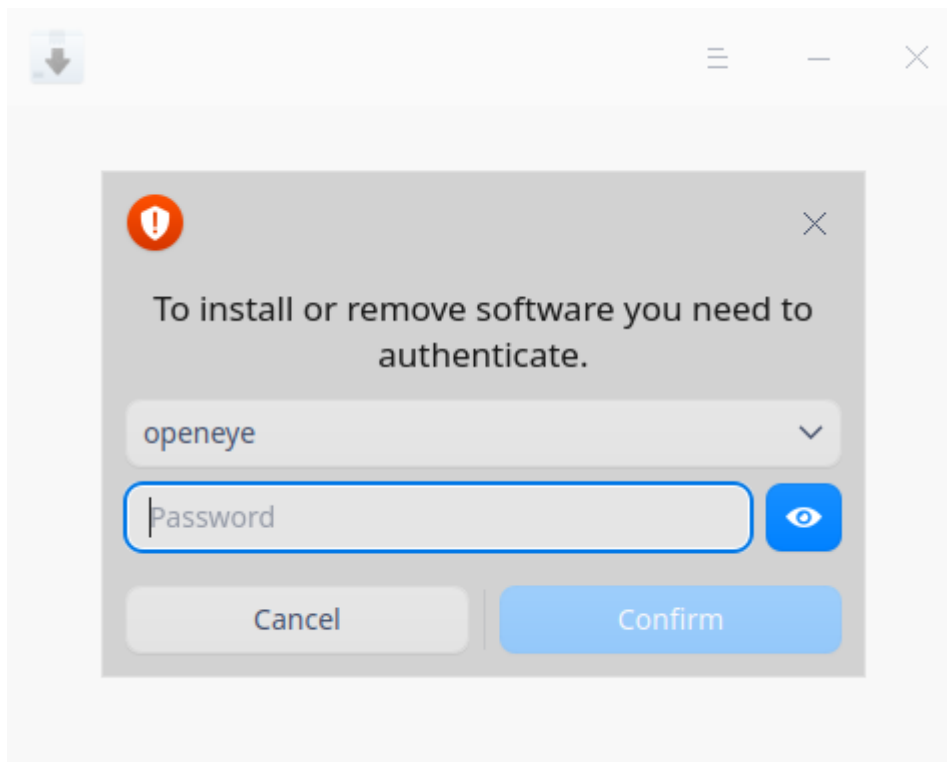 To install or remove software you need to
authenticate.
openeye
Password
Cancel
Confirm